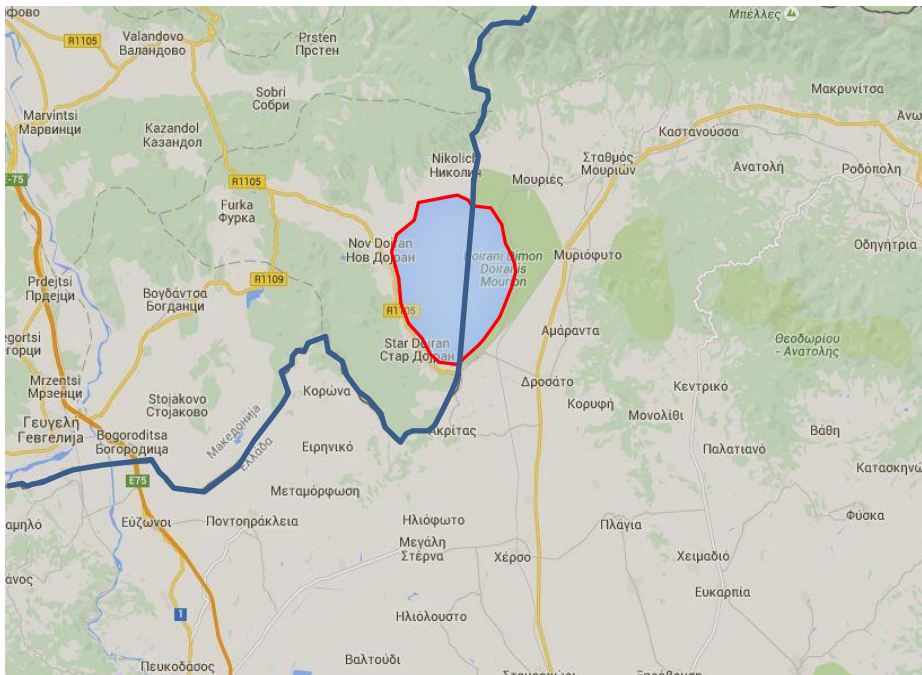 Μπέλλες
R1105
Valandovo
Валандово
Prsten
Прстен
Sobri
Собри
Μακρυνίτσα
Marvintsi
Марвинци
Kazandol
Казандол
Καστανούσσα
Nikolich
Николич
Σταθμός
Μουριών
Ανατολή
Ροδόπολη
E-75
R1105
Μουριές
Furka
Фурка
Nov Dojran
Нов Дојран
Οδηγήτρια
Doirani Limon
Doiranis
Mourion
Μυριόφυτο
Prdejtsi
Прдејци
R1109
Βογδάντσα
Богданци
R1105
Αμάραντα
Star Dojran
Стар Дојран
Θεοδωρίου
- Ανατολής
Mrzentsi
Мрзенци
Κορώνα
Δροσάτο
Κεντρικό
Stojakovo
Стојаково
Κορυφή
Μονολίθι
Γευγελή
Гевгелија
Bogoroditsa
Богородица
Македонија
Ελλάδα
Ειρηνικό
Ακρίτας
Βάθη
Παλατιανό
E75
Μεταμόρφωση
Εύζωνοι
Ποντοηράκλεια
Ηλιόφωτο
Πλάγια
Φύσκα
Μεγάλη
Στέρνα
Χέρσο
Χειμαδιό
Ευκαρπία
1
Ηλιόλουστο
Βαλτούδι
Πευκοδάσος